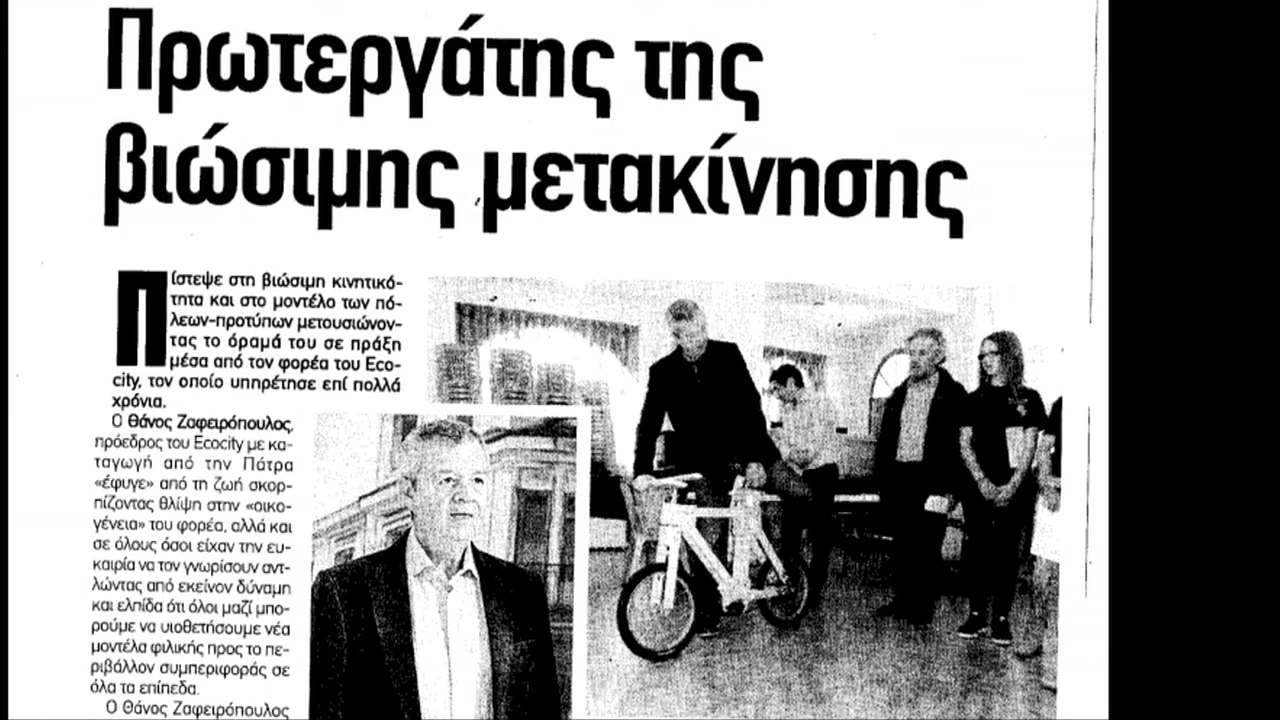 Πρωτεργάτης της
βιώσιμης μετακίνησης
Πίστεψε στη βιώσιμη κινητικό-
τητα και στο μοντέλο των πό-
λεων-προτύπων μετουσιώνον-
τας το όραμά του σε πράξη
μέσα από τον φορέα του Eco-
city, τον οποίο υπηρέτησε επί πολλά
χρόνια.
Ο Θάνος Ζαφειρόπουλος,
πρόεδρος του Ecocity με κα-
ταγωγή από την Πάτρα
«έφυγε» από τη ζωή σκορ-
πίζοντας θλίψη στην «οικο-
γένεια» του φορέα, αλλά και
σε όλους όσοι είχαν την ευ-
καιρία να τον γνωρίσουν αντ-
λώντας από εκείνον δύναμη
και ελπίδα ότι όλοι μαζί μπο-
ρούμε να υιοθετήσουμε νέα
μοντέλα φιλικής προς το πε-
ριβάλλον συμπεριφοράς σε
όλα τα επίπεδα.
Ο Θάνος Ζαφειρόπουλος